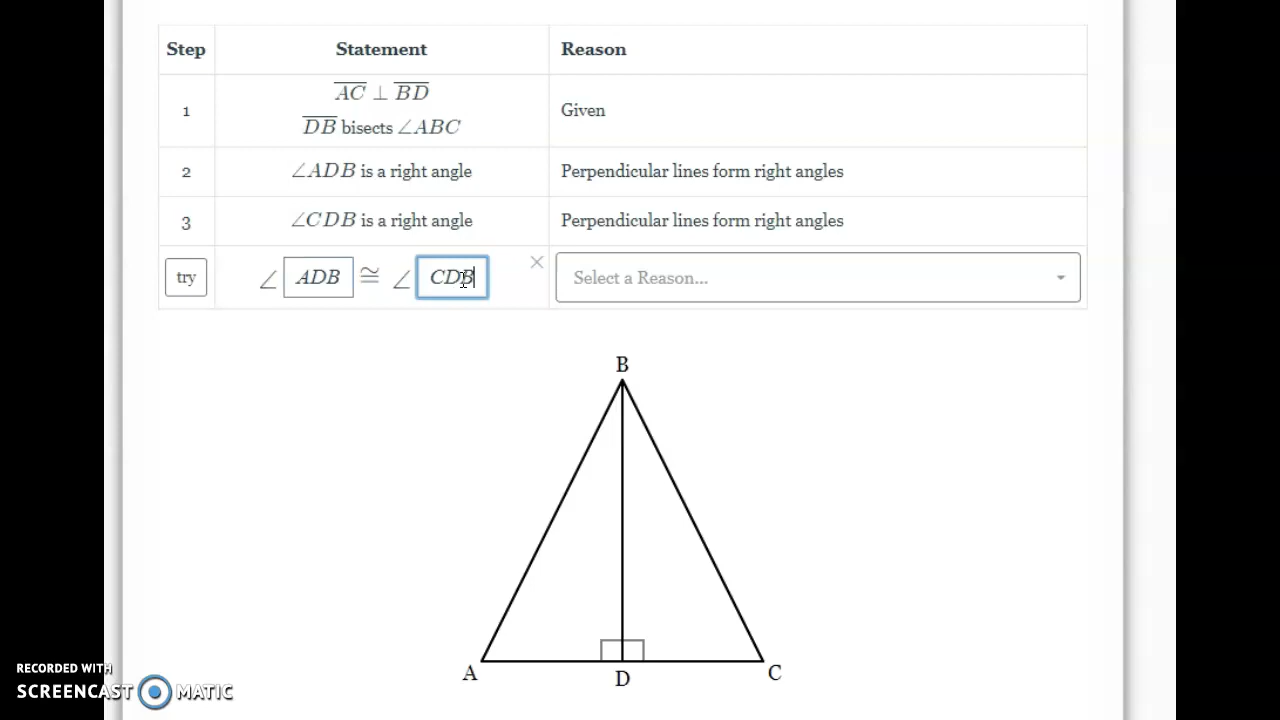 Step Statement Reason
1 AC ⊥ BD
DB bisects ∠ABC Given
2 ∠ADB is a right angle Perpendicular lines form right angles
3 ∠CDB is a right angle Perpendicular lines form right angles
try ∠ ADB ≅ ∠ CDB × Select a Reason...
B
A D C
RECORDED WITH
SCREENCAST MATIC